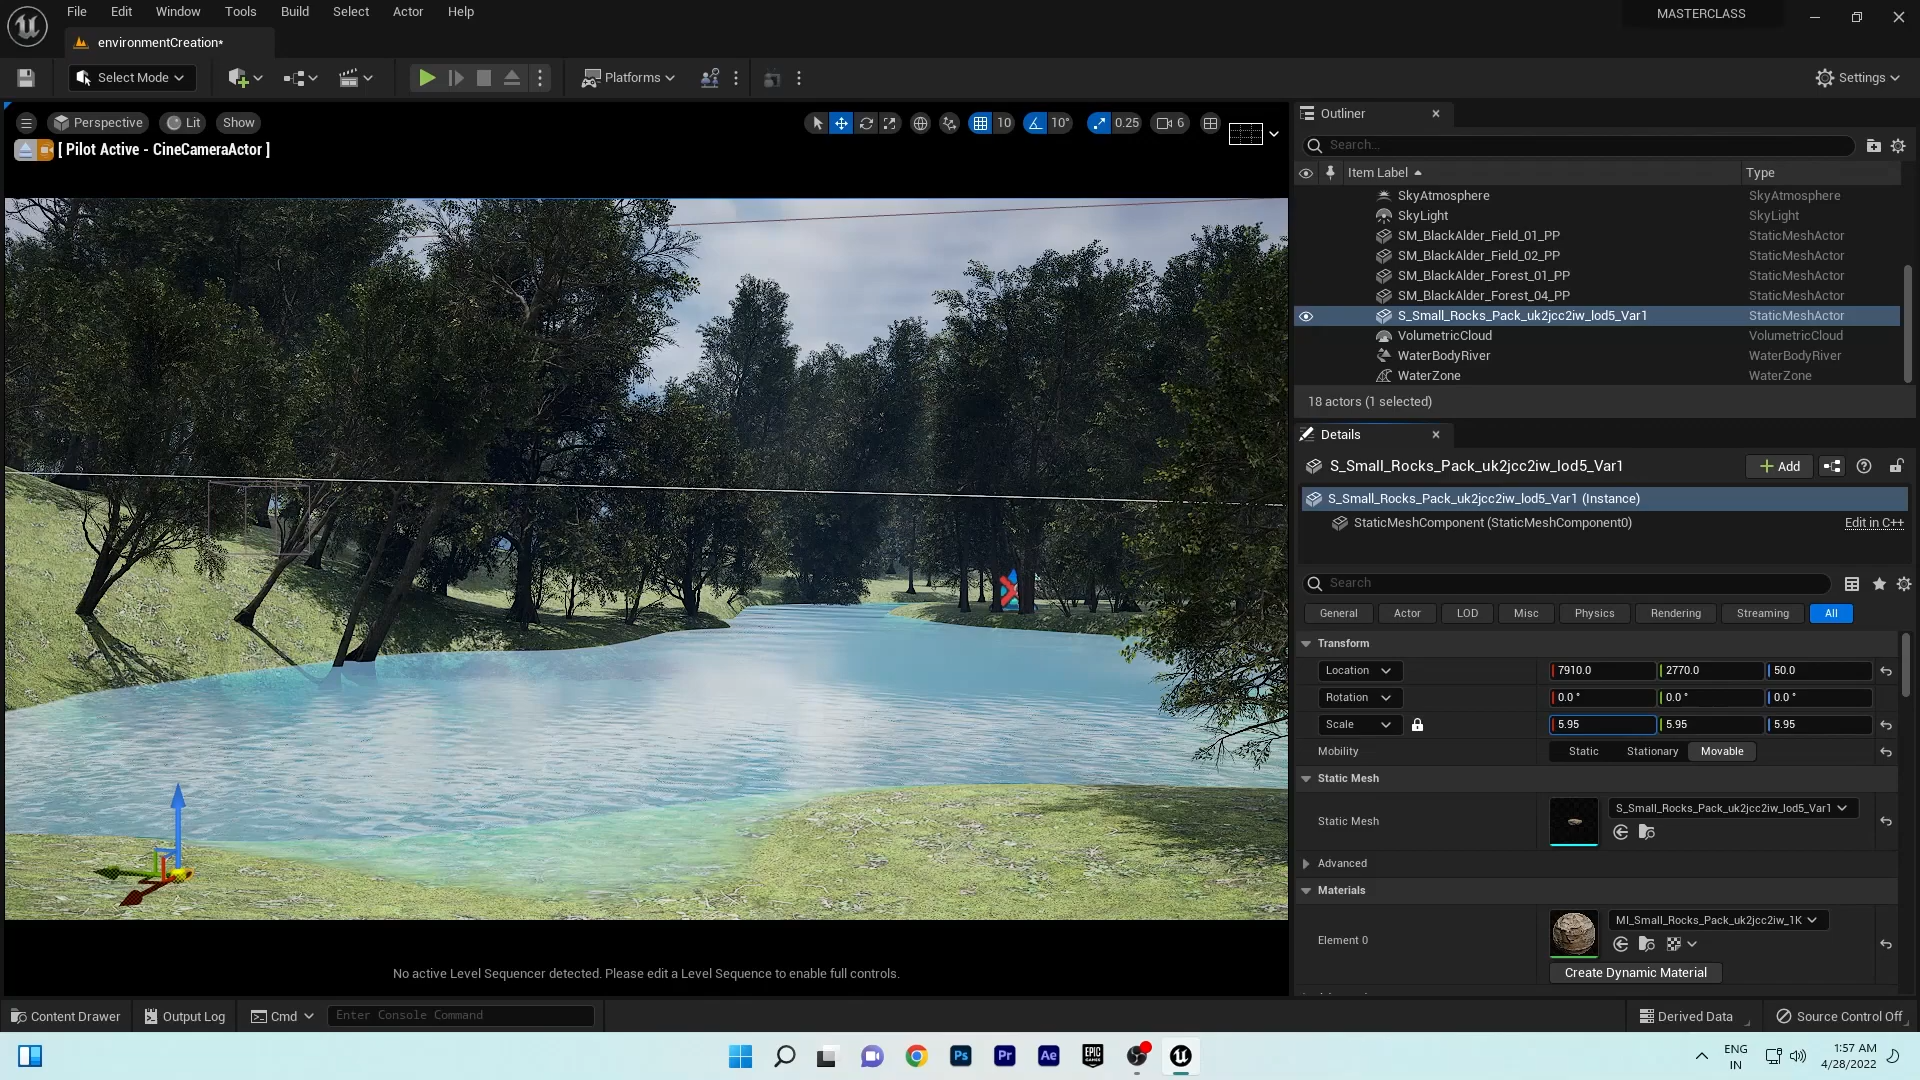 File Edit Window Tools Build Select Actor Help
MASTERCLASS
environmentCreation*
Select Mode
Platforms
Settings
Perspective Lit Show
10 10° 0.25 6
[ Pilot Active - CineCameraActor ]
No active Level Sequencer detected. Please edit a Level Sequence to enable full controls.
Outliner
Search...
Item Label Type
SkyAtmosphere SkyAtmosphere
SkyLight SkyLight
SM_BlackAlder_Field_01_PP StaticMeshActor
SM_BlackAlder_Field_02_PP StaticMeshActor
SM_BlackAlder_Forest_01_PP StaticMeshActor
SM_BlackAlder_Forest_04_PP StaticMeshActor
S_Small_Rocks_Pack_uk2jcc2iw_lod5_Var1 StaticMeshActor
VolumetricCloud VolumetricCloud
WaterBodyRiver WaterBodyRiver
WaterZone WaterZone
18 actors (1 selected)
Details
S_Small_Rocks_Pack_uk2jcc2iw_lod5_Var1
Add
S_Small_Rocks_Pack_uk2jcc2iw_lod5_Var1 (Instance)
StaticMeshComponent (StaticMeshComponent0) Edit in C++
Search
General Actor LOD Misc Physics Rendering Streaming All
Transform
Location 7910.0 2770.0 50.0
Rotation 0.0 ° 0.0 ° 0.0 °
Scale 5.95 5.95 5.95
Mobility Static Stationary Movable
Static Mesh
Static Mesh S_Small_Rocks_Pack_uk2jcc2iw_lod5_Var1
Advanced
Materials
Element 0 MI_Small_Rocks_Pack_uk2jcc2iw_1K
Create Dynamic Material
Content Drawer Output Log Cmd Enter Console Command
Derived Data Source Control Off
Ps Pr Ae EPIC GAMES
ENG
IN
1:57 AM
4/28/2022